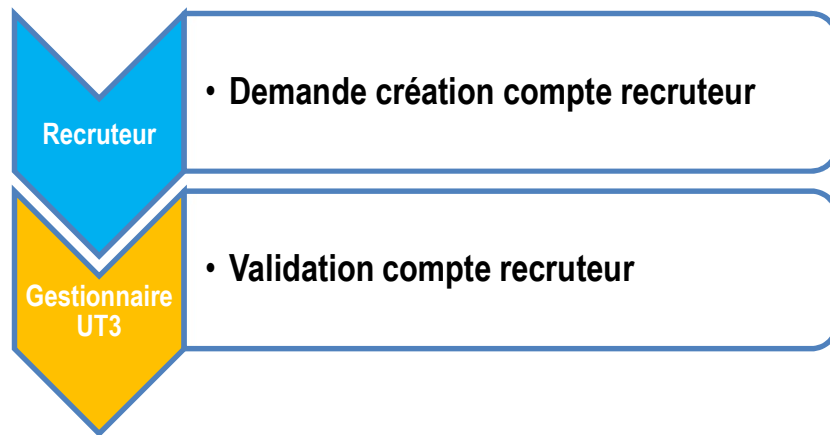 Recruteur
• Demande création compte recruteur
Gestionnaire
UT3
• Validation compte recruteur